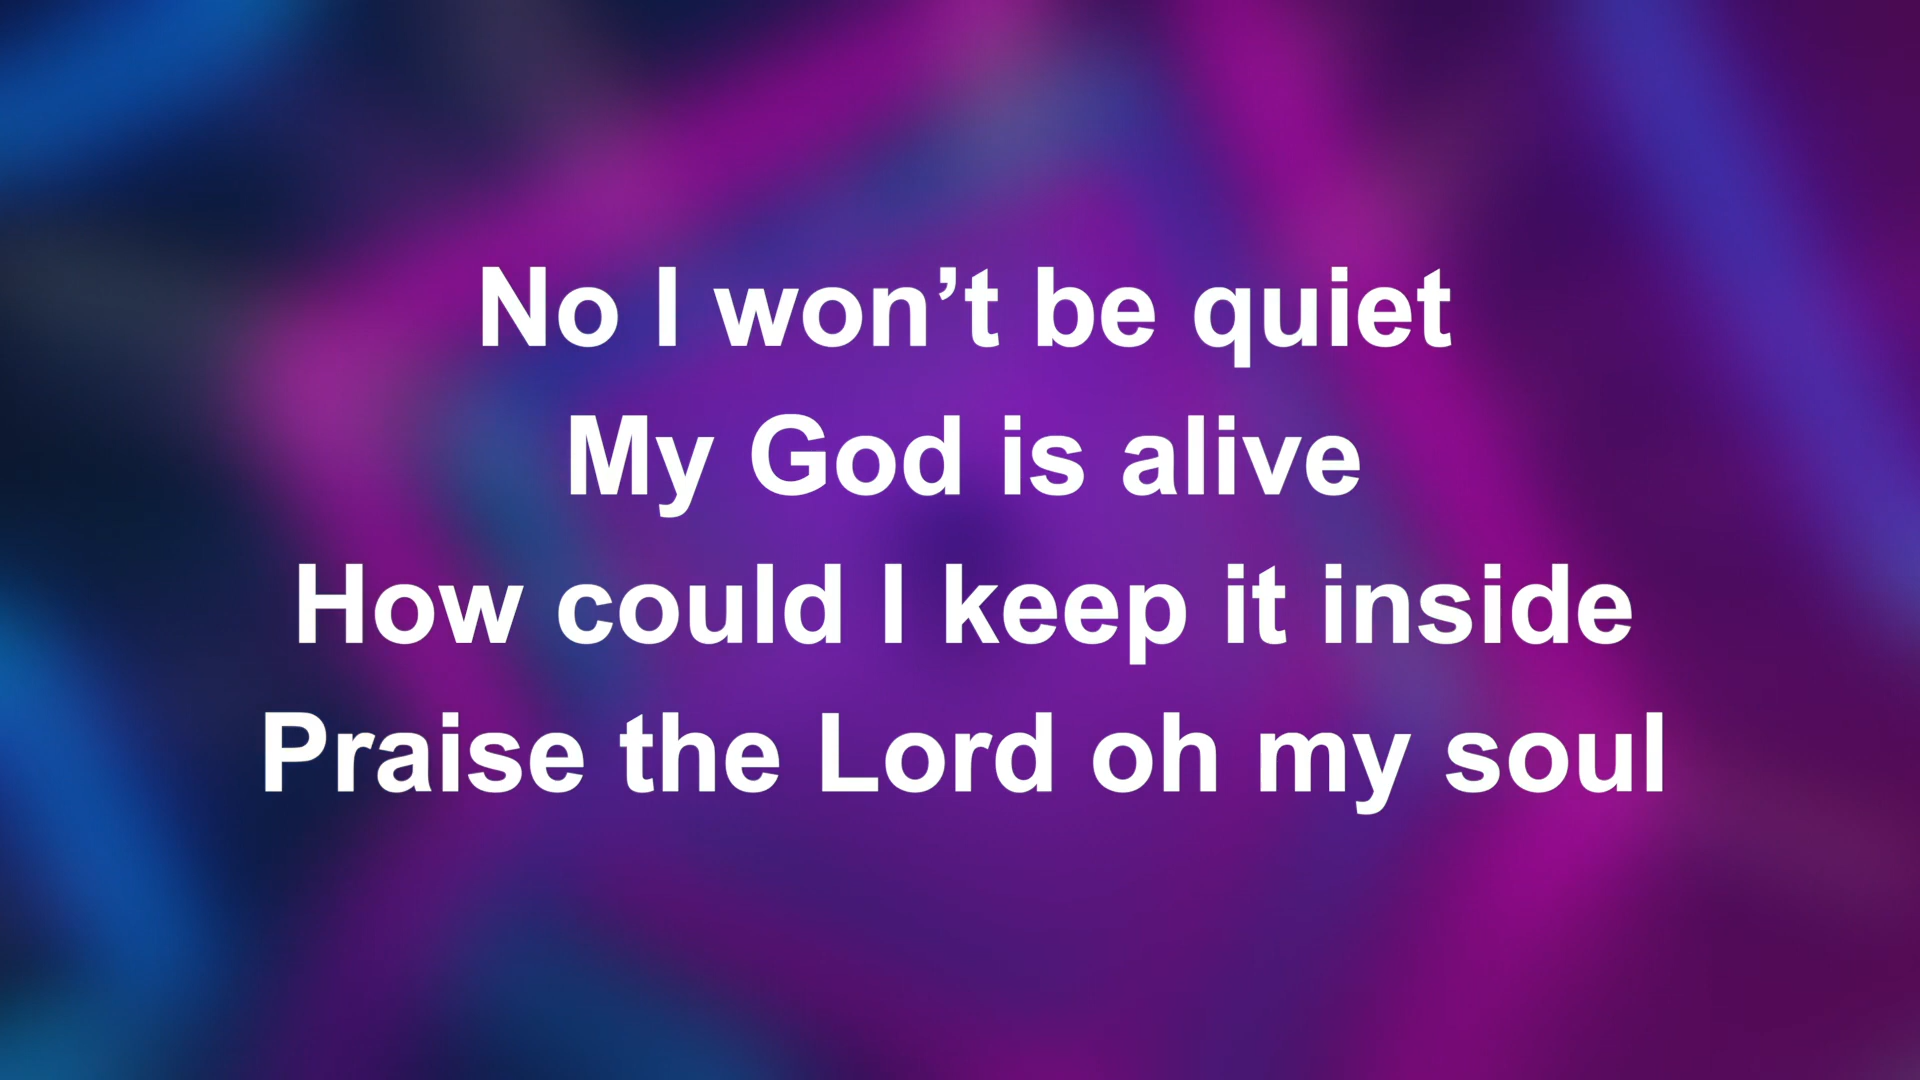 No I won’t be quiet
My God is alive
How could I keep it inside
Praise the Lord oh my soul